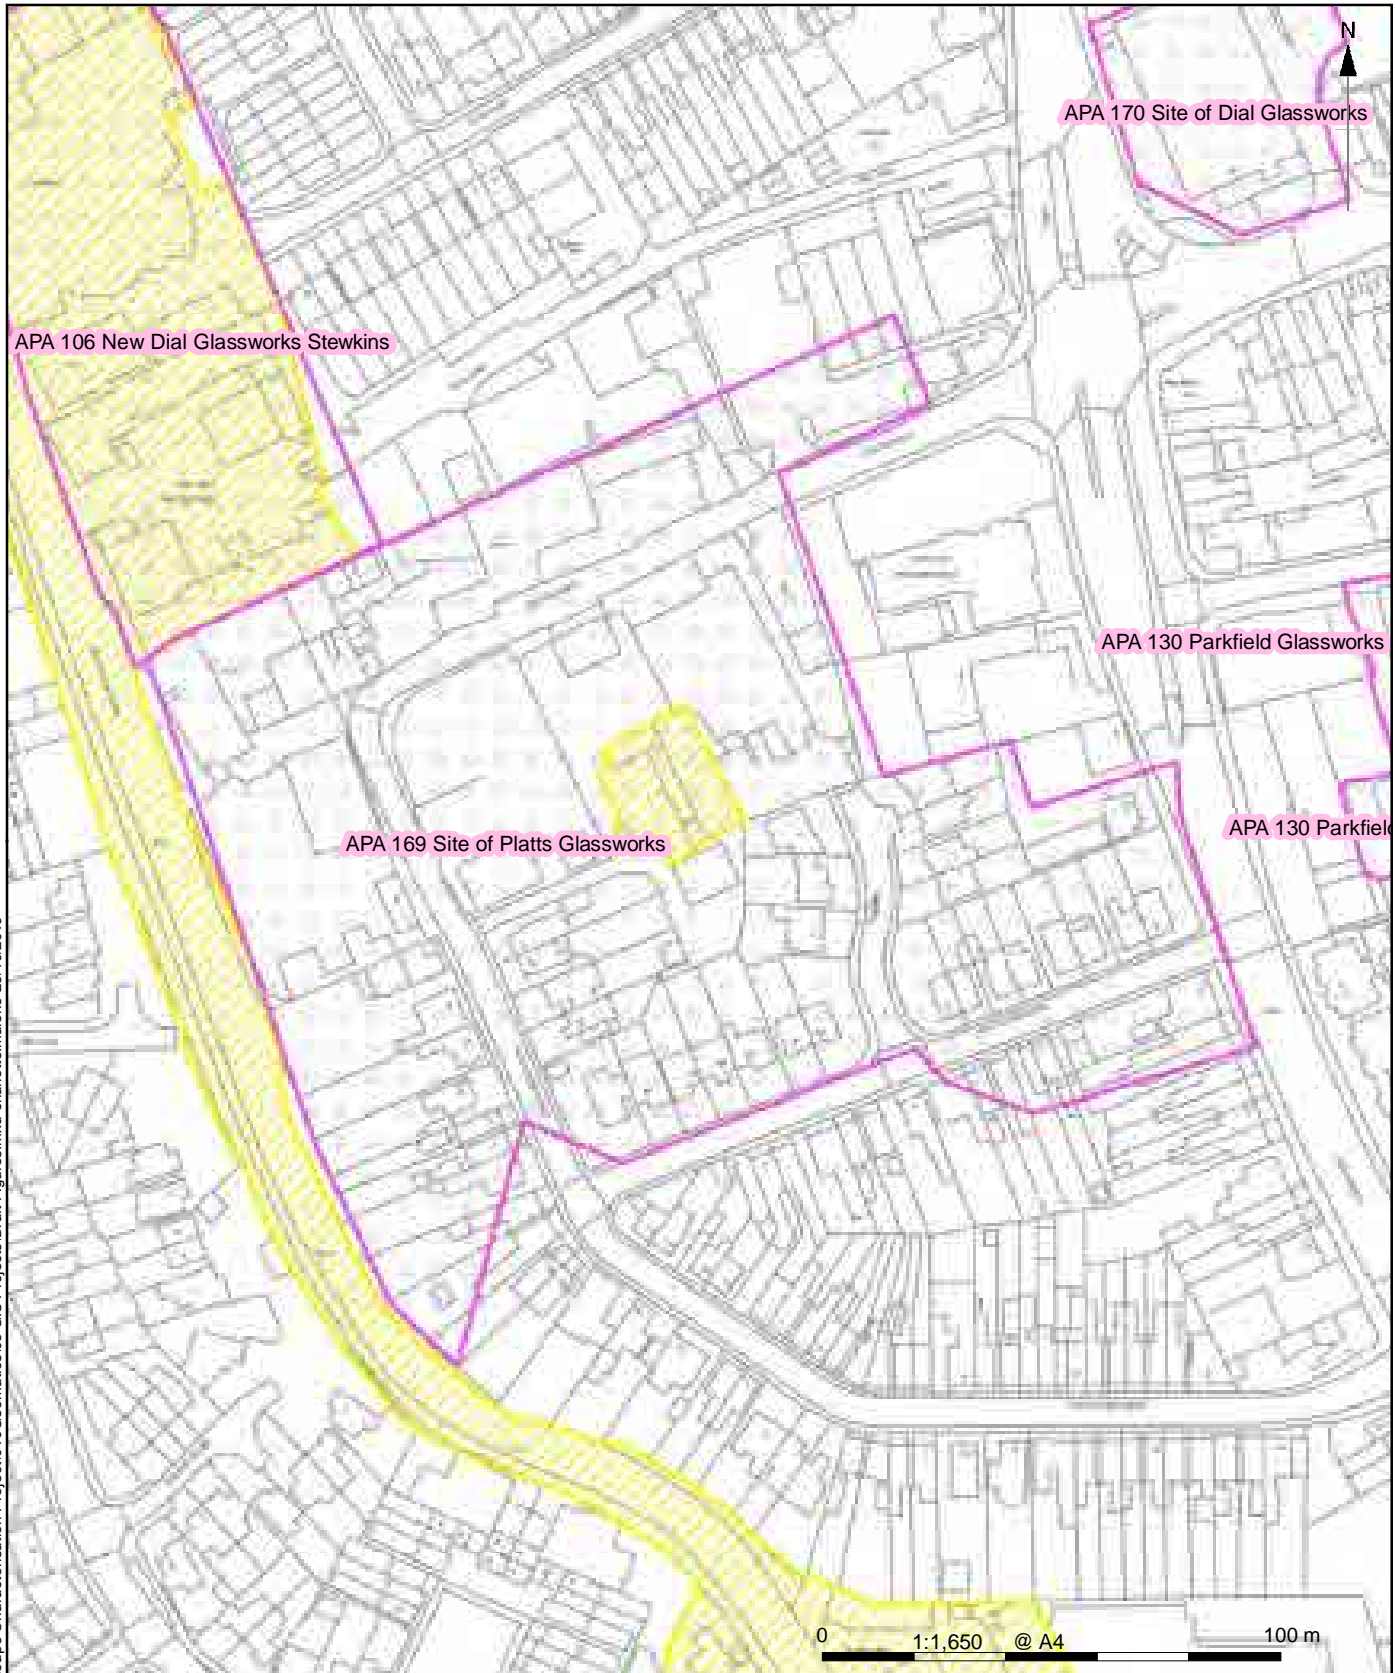 N
APA 170 Site of Dial Glassworks
APA 106 New Dial Glassworks Stewkins
APA 130 Parkfield Glassworks
APA 130 Parkfield
APA 169 Site of Platts Glassworks
0 1:1,650 @ A4 100 m